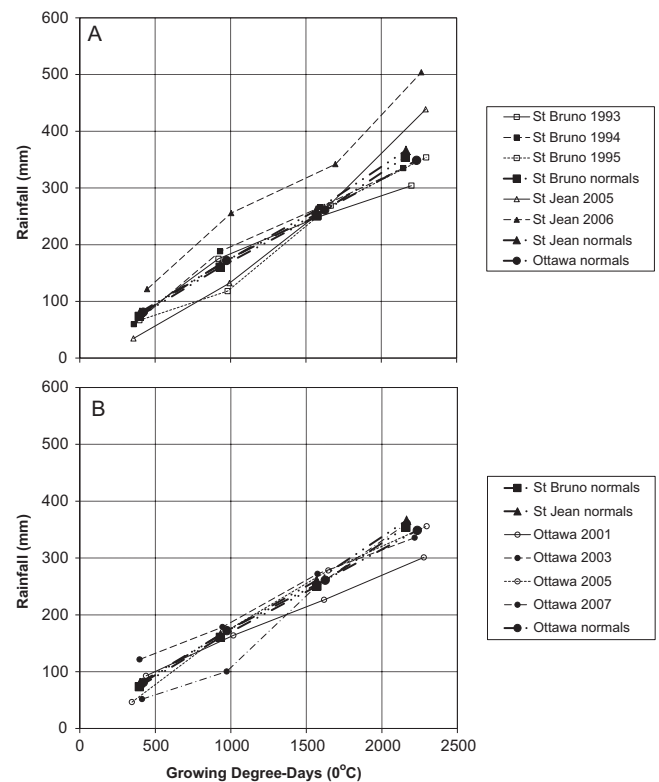 A
600
500
400
300
200
100
0
Rainfall (mm)
St Bruno 1993
St Bruno 1994
St Bruno 1995
St Bruno normals
St Jean 2005
St Jean 2006
St Jean normals
Ottawa normals
B
600
500
400
300
200
100
0
Rainfall (mm)
0 500 1000 1500 2000 2500
Growing Degree-Days (0°C)
St Bruno normals
St Jean normals
Ottawa 2001
Ottawa 2003
Ottawa 2005
Ottawa 2007
Ottawa normals